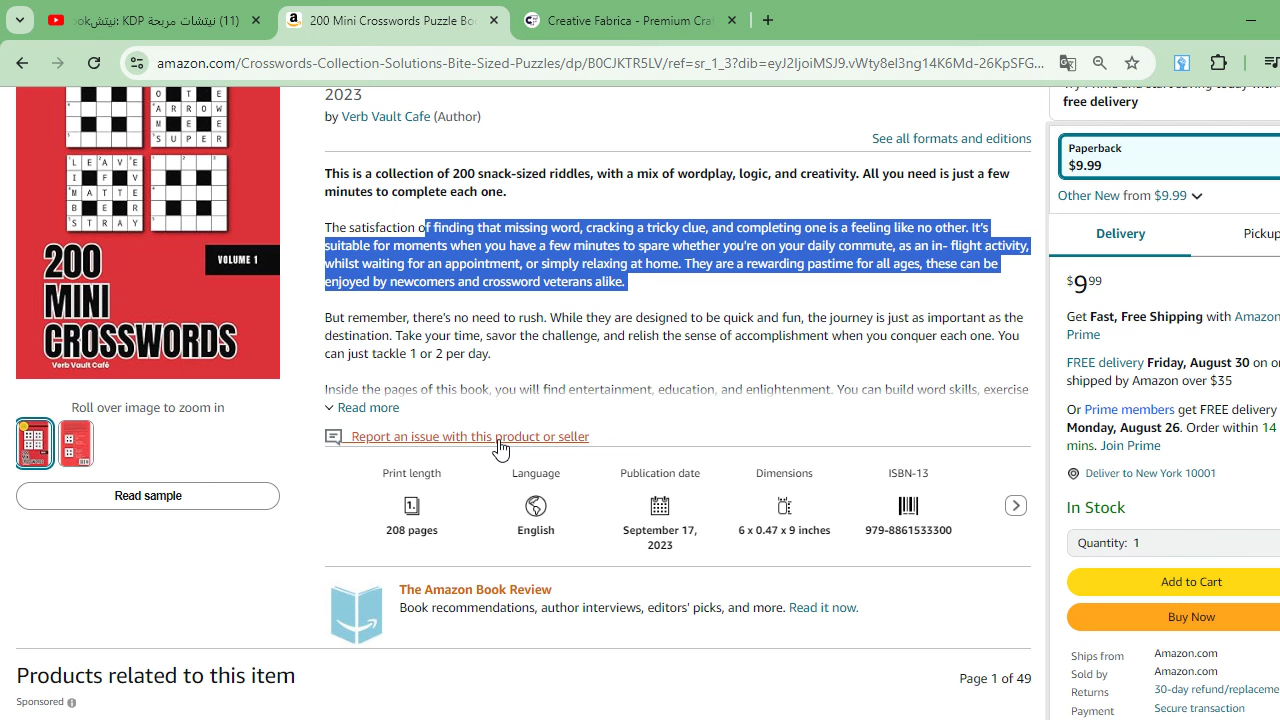 (11) نيتشات مربحة KDP :نيتش
200 Mini Crosswords Puzzle Bo
Creative Fabrica - Premium Cra
amazon.com/Crosswords-Collection-Solutions-Bite-Sized-Puzzles/dp/B0CJKTR5LV/ref=sr_1_3?dib=eyJ2IjoiMSJ9.vWty8el3ng14K6Md-26KpSFG...
O T E
A R R O W
M E E
S U P E R
L E A V E
I F V
M A T T E
B E R
S T R A Y
200
MINI
CROSSWORDS
VOLUME 1
Verb Vault Café
Roll over image to zoom in
Read sample
2023
by Verb Vault Cafe (Author)
See all formats and editions
This is a collection of 200 snack-sized riddles, with a mix of wordplay, logic, and creativity. All you need is just a few
minutes to complete each one.
The satisfaction of finding that missing word, cracking a tricky clue, and completing one is a feeling like no other. It's
suitable for moments when you have a few minutes to spare whether you're on your daily commute, as an in- flight activity,
whilst waiting for an appointment, or simply relaxing at home. They are a rewarding pastime for all ages, these can be
enjoyed by newcomers and crossword veterans alike.
But remember, there's no need to rush. While they are designed to be quick and fun, the journey is just as important as the
destination. Take your time, savor the challenge, and relish the sense of accomplishment when you conquer each one. You
can just tackle 1 or 2 per day.
Inside the pages of this book, you will find entertainment, education, and enlightenment. You can build word skills, exercise
Read more
Report an issue with this product or seller
Print length
208 pages
Language
English
Publication date
September 17,
2023
Dimensions
6 x 0.47 x 9 inches
ISBN-13
979-8861533300
The Amazon Book Review
Book recommendations, author interviews, editors' picks, and more. Read it now.
Products related to this item
Page 1 of 49
Sponsored
free delivery
Paperback
$9.99
Other New from $9.99
Delivery
Pickup
$9.99
Get Fast, Free Shipping with Amazon
Prime
FREE delivery Friday, August 30 on or
shipped by Amazon over $35
Or Prime members get FREE delivery
Monday, August 26. Order within 14
mins. Join Prime
Deliver to New York 10001
In Stock
Quantity: 1
Add to Cart
Buy Now
Ships from Amazon.com
Sold by Amazon.com
Returns 30-day refund/replaceme
Payment Secure transaction